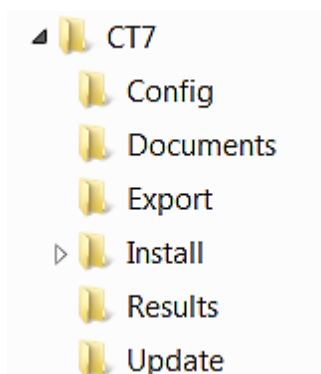 CT7
Config
Documents
Export
Install
Results
Update